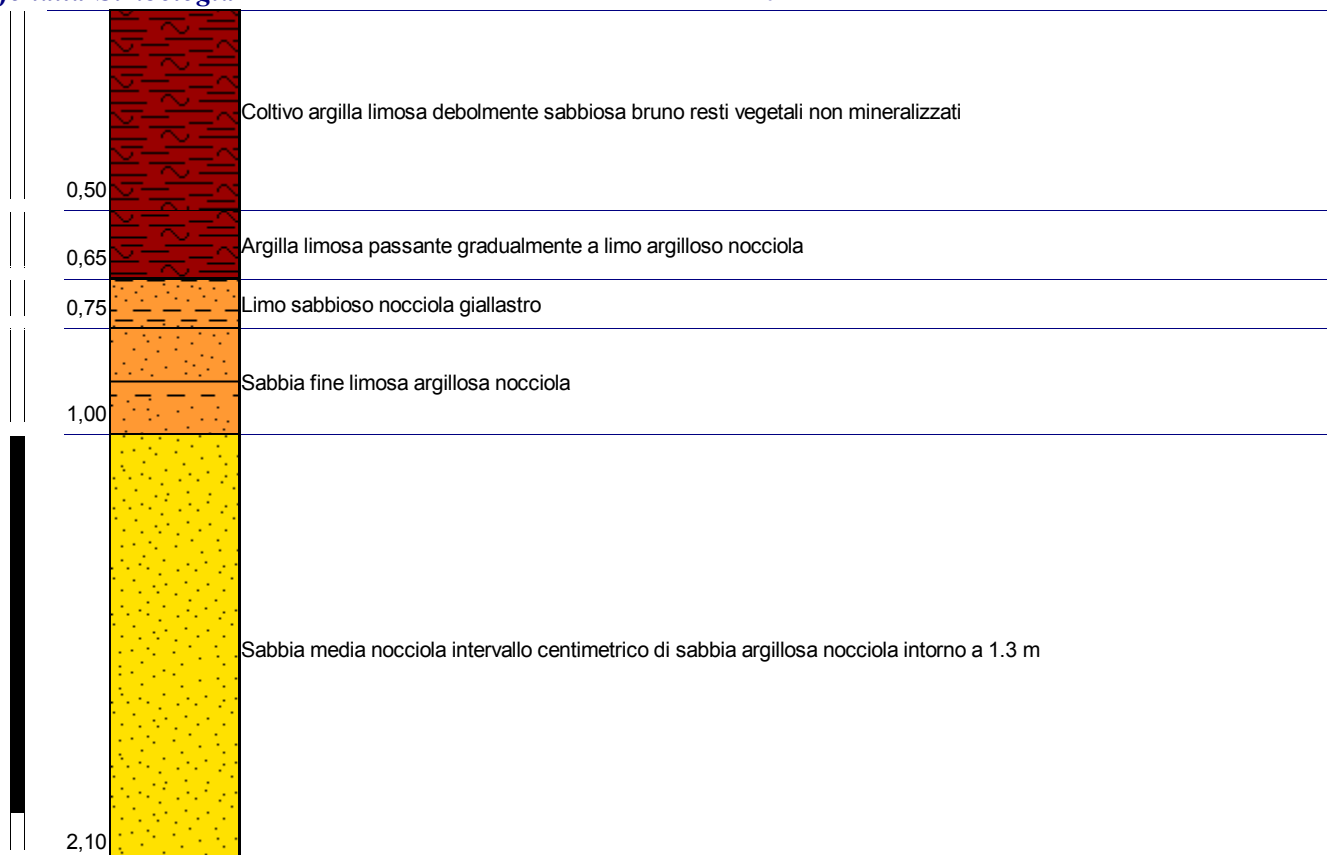 Coltivo argilla limosa debolmente sabbiosa bruno resti vegetali non mineralizzati
0,50
Argilla limosa passante gradualmente a limo argilloso nocciola
0,65
Limo sabbioso nocciola giallastro
0,75
Sabbia fine limosa argillosa nocciola
1,00
Sabbia media nocciola intervallo centimetrico di sabbia argillosa nocciola intorno a 1.3 m
2,10